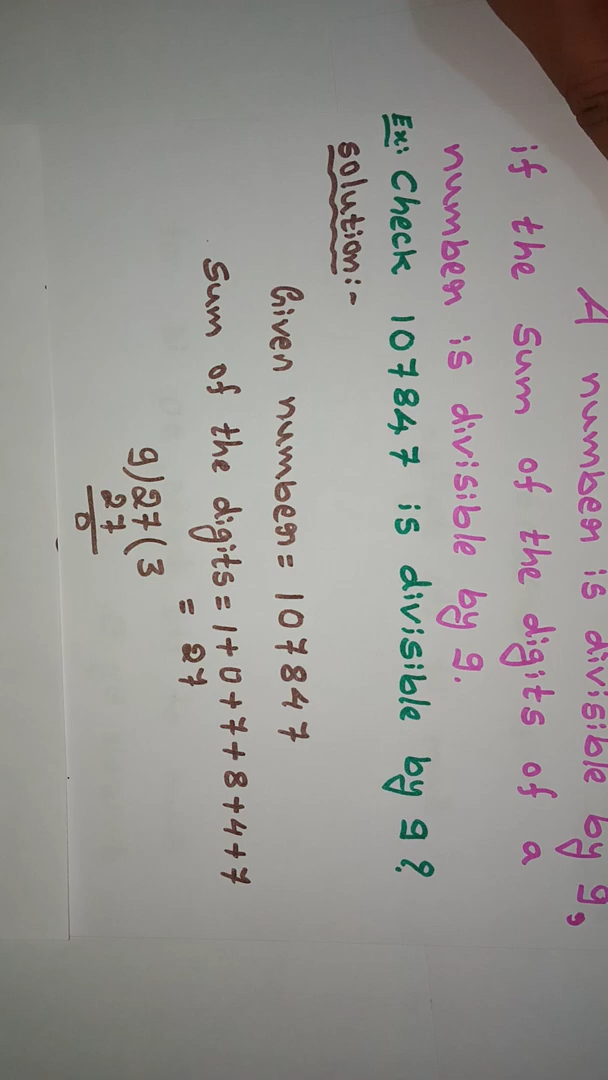 A number is divisible by 9,
if the sum of the digits of a
number is divisible by 9.
Ex: Check 107847 is divisible by 9?
Solution:-
Given number = 107847
Sum of the digits = 1+0+7+8+4+7
= 27
9)27(3
27
0